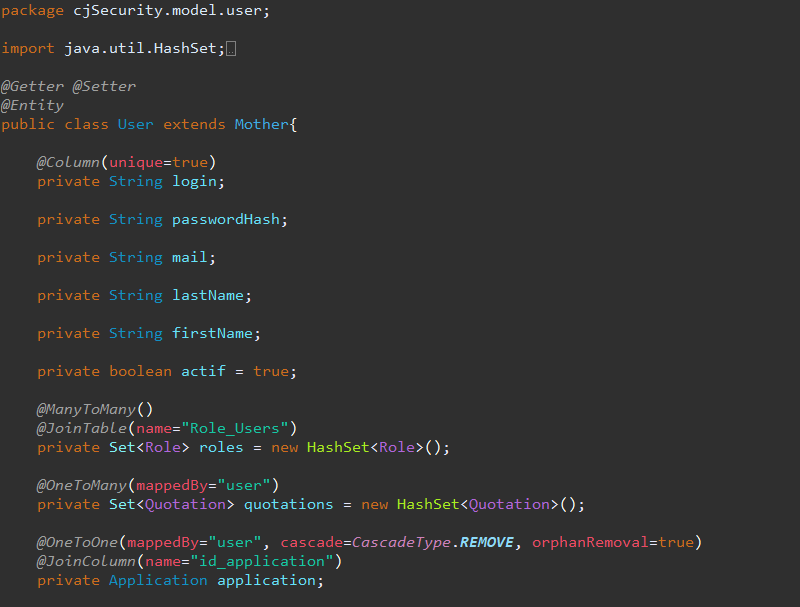 package cjSecurity.model.user;
import java.util.HashSet;
@Getter @Setter
@Entity
public class User extends Mother{
@Column(unique=true)
private String login;
private String passwordHash;
private String mail;
private String lastName;
private String firstName;
private boolean actif = true;
@ManyToMany()
@JoinTable(name="Role_Users")
private Set<Role> roles = new HashSet<Role>();
@OneToMany(mappedBy="user")
private Set<Quotation> quotations = new HashSet<Quotation>();
@OneToOne(mappedBy="user", cascade=CascadeType.REMOVE, orphanRemoval=true)
@JoinColumn(name="id_application")
private Application application;